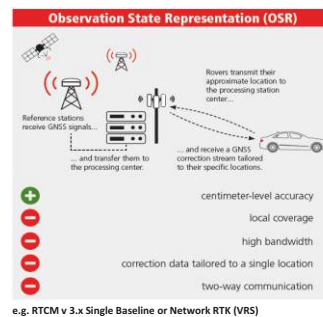 Observation State Representation (OSR)
Rovers transmit their
approximate location to
the processing station
center...
Reference stations
receive GNSS signals...
... and transfer them to
the processing center.
... and receive a GNSS
correction stream tailored
to their specific locations.
centimeter-level accuracy
local coverage
high bandwidth
correction data tailored to a single location
two-way communication
e.g. RTCM v 3.x Single Baseline or Network RTK (VRS)